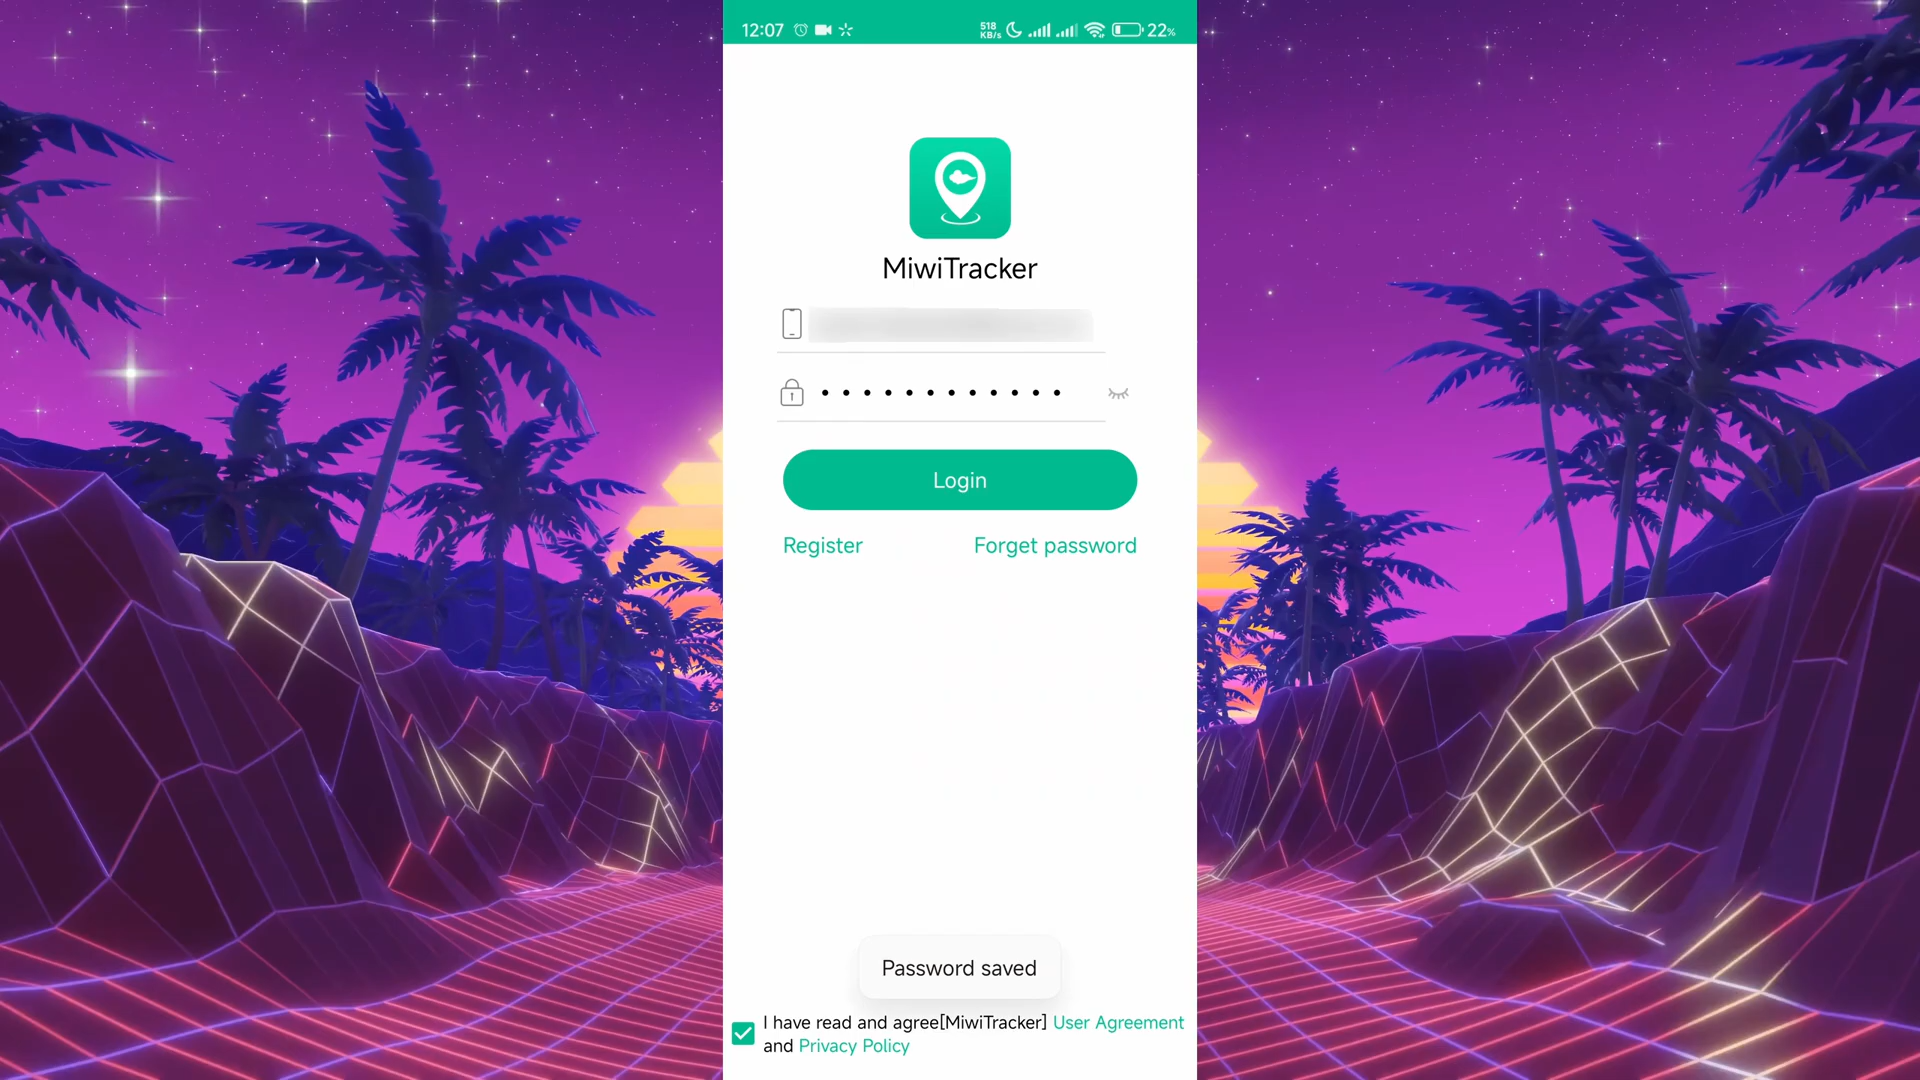 12:07
518
KB/s
22%
MiwiTracker
Login
Register
Forget password
Password saved
I have read and agree[MiwiTracker] User Agreement
and Privacy Policy